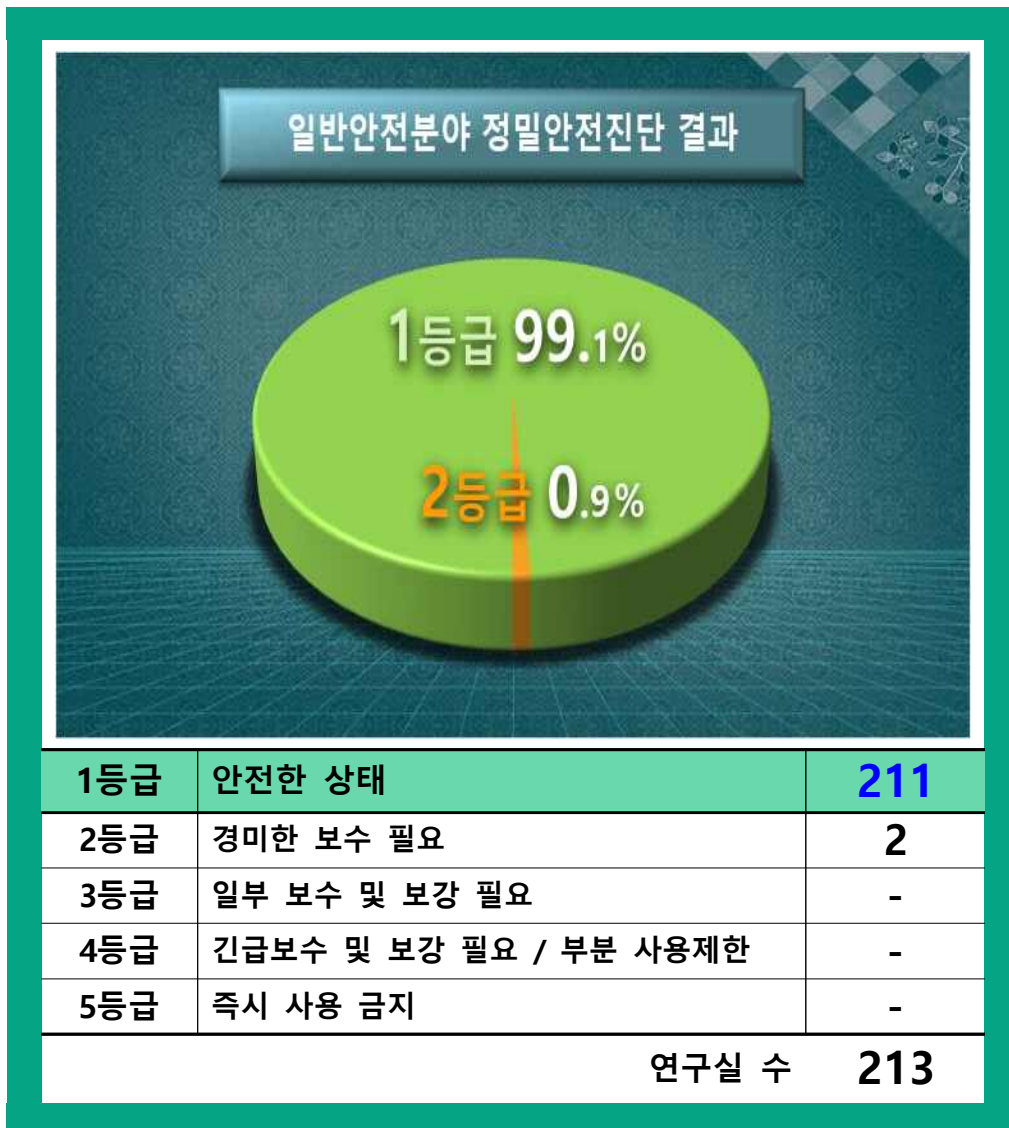 일반안전분야 정밀안전진단 결과
1등급 99.1%
2등급 0.9%
1등급 안전한 상태 211
2등급 경미한 보수 필요 2
3등급 일부 보수 및 보강 필요 -
4등급 긴급보수 및 보강 필요 / 부분 사용제한 -
5등급 즉시 사용 금지 -
연구실 수 213